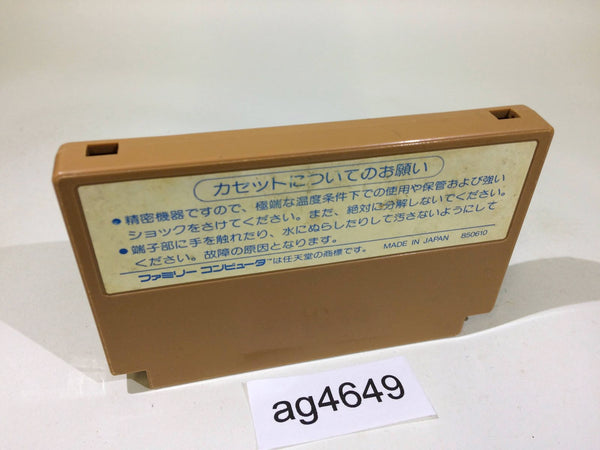 カセットについてのお願い
●精密機器ですので、極端な温度条件下での使用や保管および強い
ショックをさけてください。また、絶対に分解しないでください。
●端子部に手を触れたり、水にぬらしたりして汚さないようにして
ください。故障の原因となります。
ファミリーコンピュータ™は任天堂の商標です。 MADE IN JAPAN 850610
ag4649